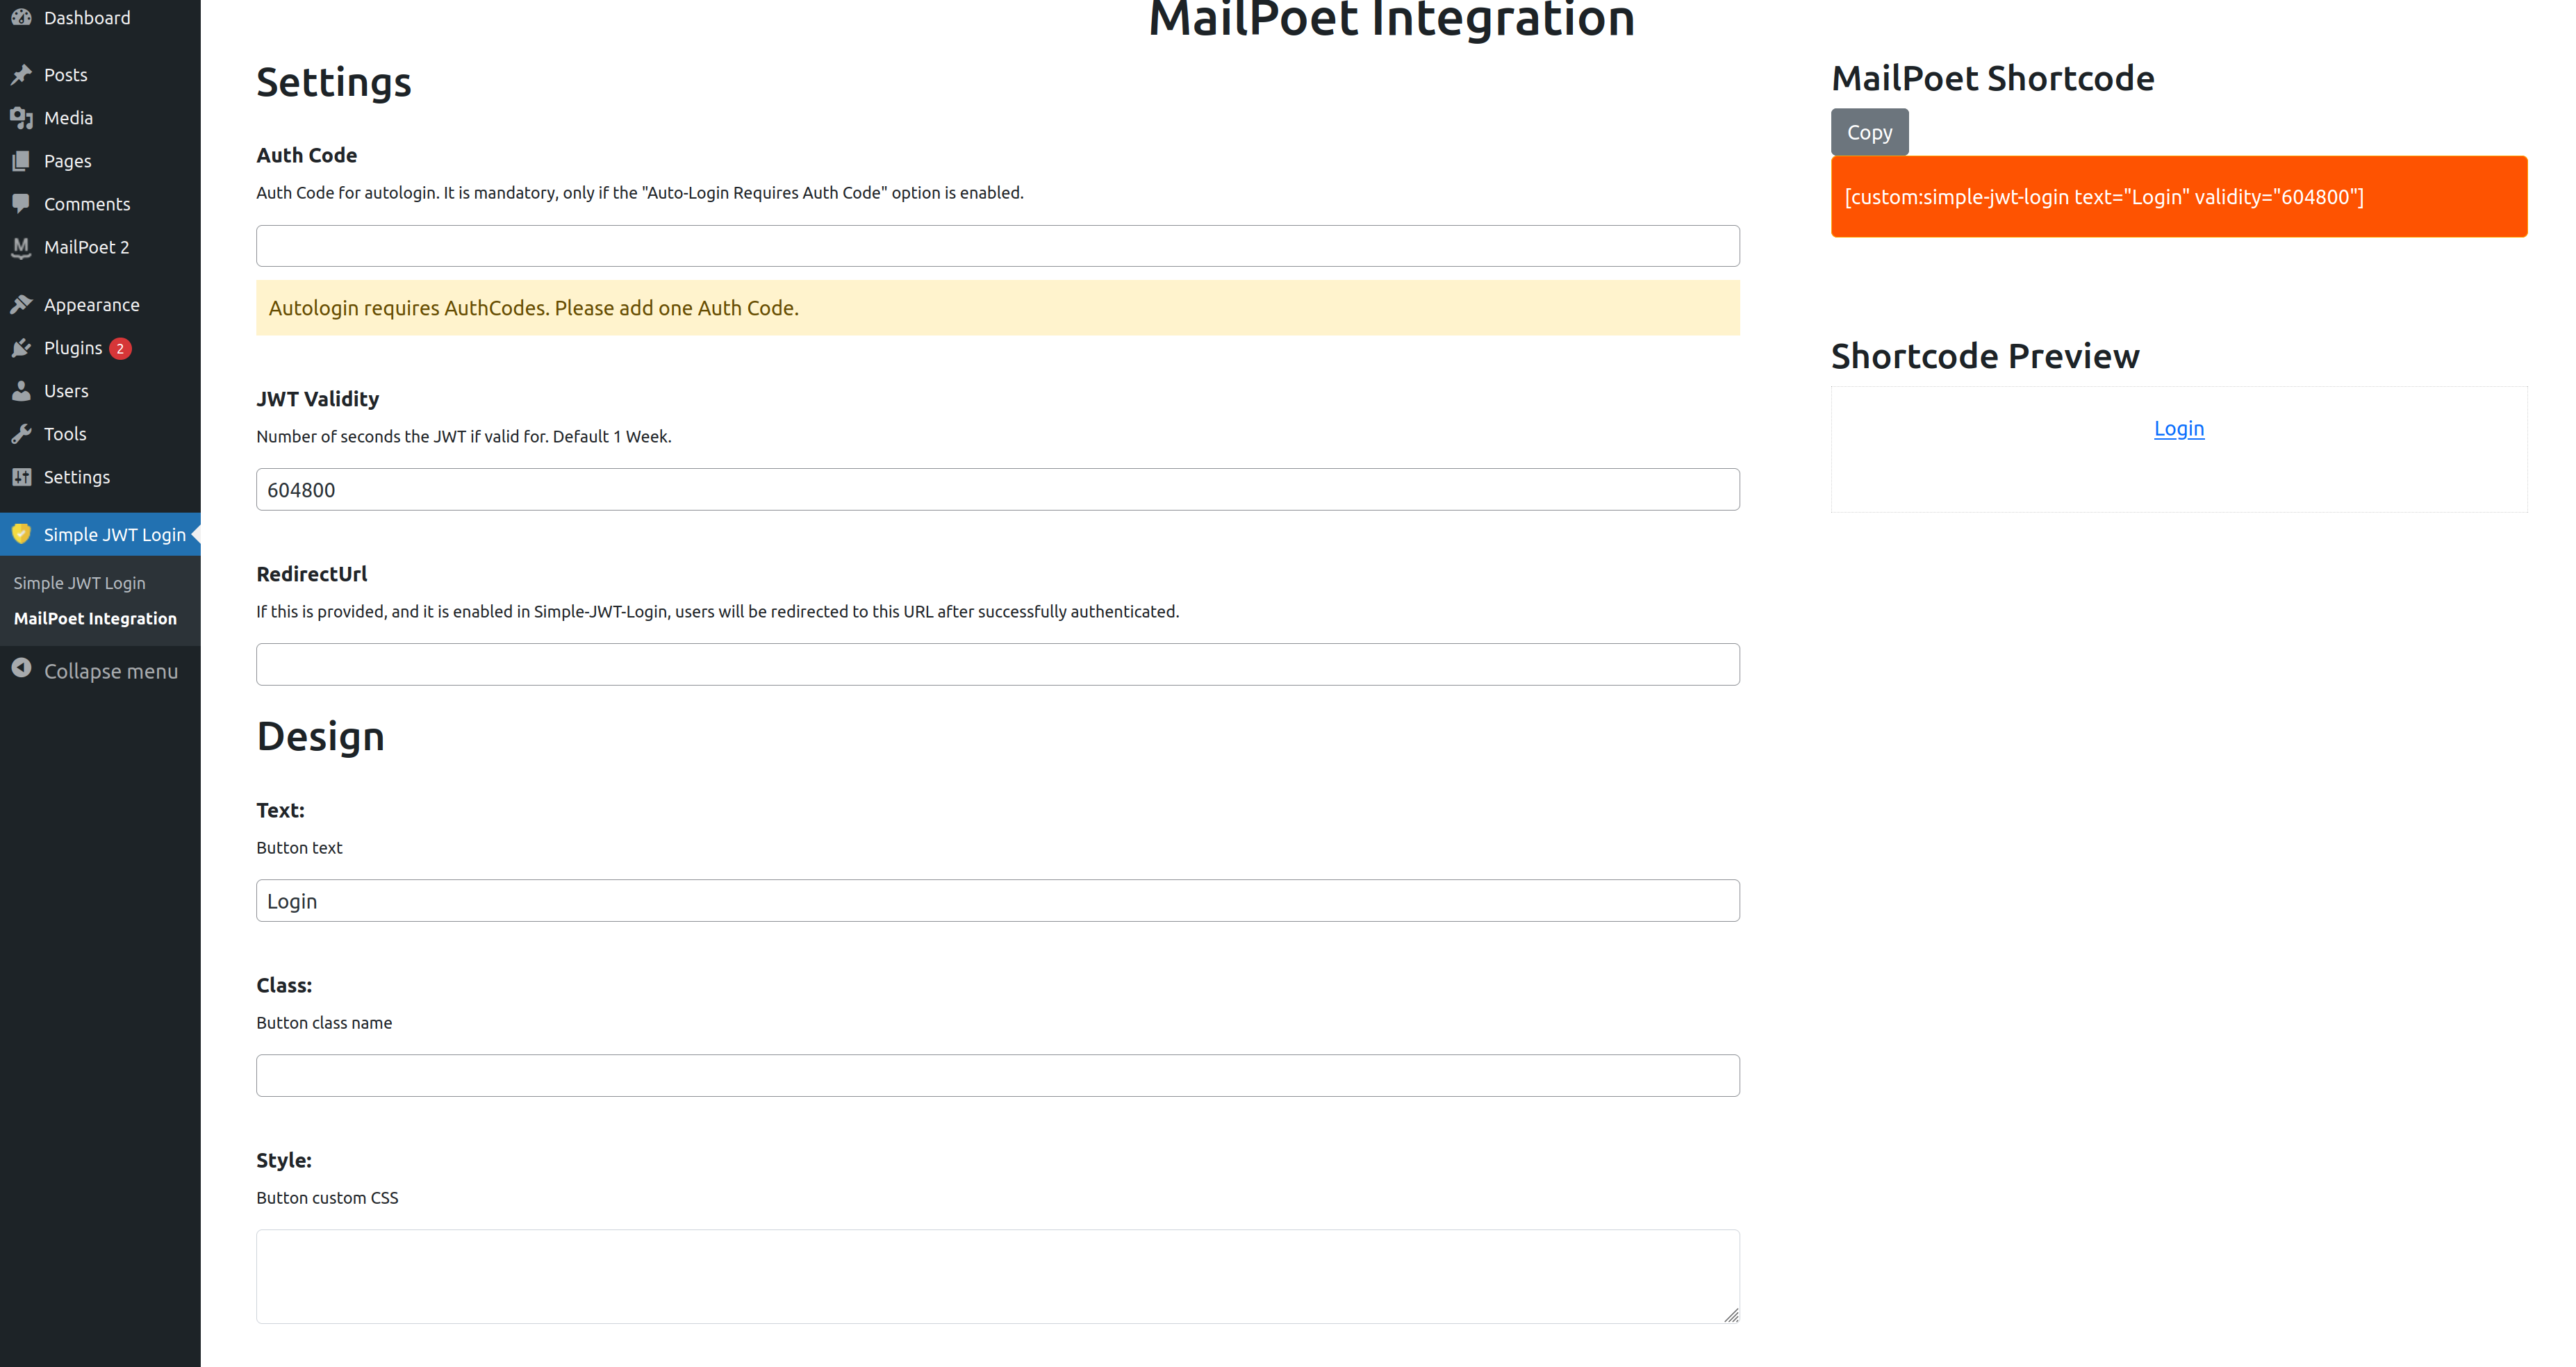 Dashboard
Posts
Media
Pages
Comments
MailPoet 2
Appearance
Plugins 2
Users
Tools
Settings
Simple JWT Login
Simple JWT Login
MailPoet Integration
Collapse menu
MailPoet Integration
Settings
Auth Code
Auth Code for autologin. It is mandatory, only if the "Auto-Login Requires Auth Code" option is enabled.
Autologin requires AuthCodes. Please add one Auth Code.
JWT Validity
Number of seconds the JWT if valid for. Default 1 Week.
604800
RedirectUrl
If this is provided, and it is enabled in Simple-JWT-Login, users will be redirected to this URL after successfully authenticated.
Design
Text:
Button text
Login
Class:
Button class name
Style:
Button custom CSS
MailPoet Shortcode
Copy
[custom:simple-jwt-login text="Login" validity="604800"]
Shortcode Preview
Login